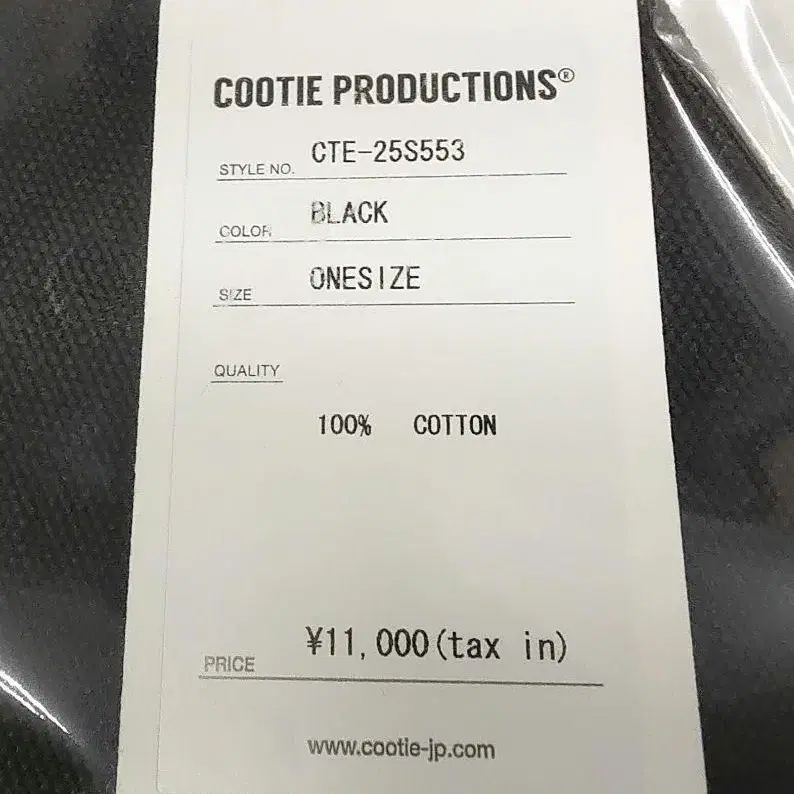 COOTIE PRODUCTIONS®
STYLE NO. CTE-25S553
COLOR BLACK
SIZE ONESIZE
QUALITY
100% COTTON
PRICE ¥11,000(tax in)
www.cootie-jp.com